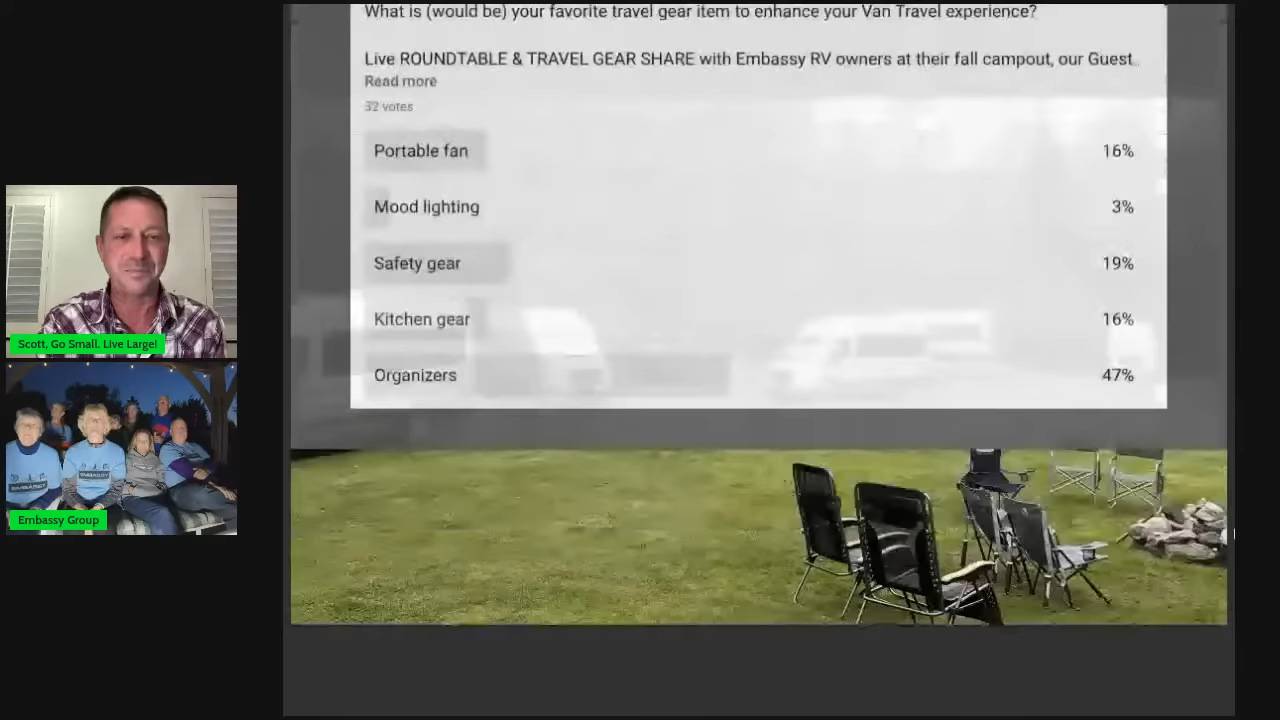 What is (would be) your favorite travel gear item to enhance your Van Travel experience?
Live ROUNDTABLE & TRAVEL GEAR SHARE with Embassy RV owners at their fall campout, our Guest
Read more
32 votes
Portable fan 16%
Mood lighting 3%
Safety gear 19%
Kitchen gear 16%
Organizers 47%
Scott, Go Small. Live Large!
EMBASSY
EMBASSY
Embassy Group